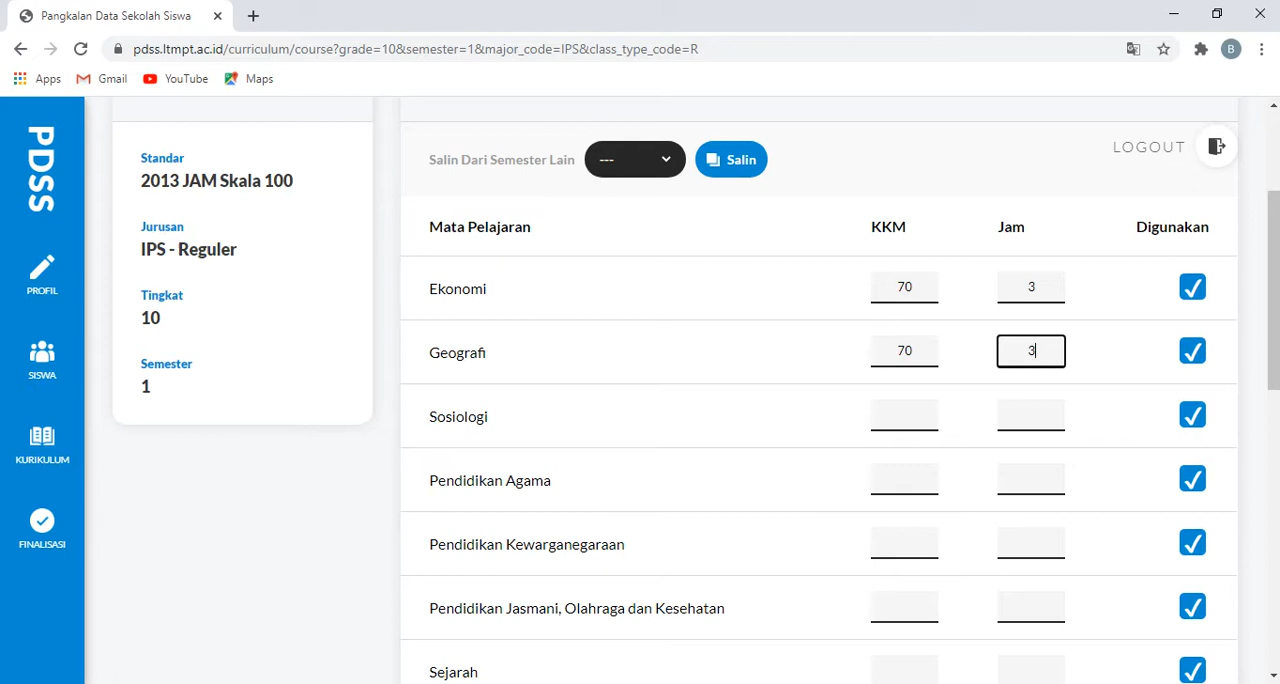 Pangkalan Data Sekolah Siswa
pdss.ltmpt.ac.id/curriculum/course?grade=10&semester=1&major_code=IPS&class_type_code=R
B
Apps Gmail YouTube Maps
PDSS
PROFIL
SISWA
KURIKULUM
FINALISASI
Standar
2013 JAM Skala 100
Jurusan
IPS - Reguler
Tingkat
10
Semester
1
LOGOUT
Salin Dari Semester Lain --- Salin
Mata Pelajaran KKM Jam Digunakan
Ekonomi 70 3
Geografi 70 3
Sosiologi
Pendidikan Agama
Pendidikan Kewarganegaraan
Pendidikan Jasmani, Olahraga dan Kesehatan
Sejarah